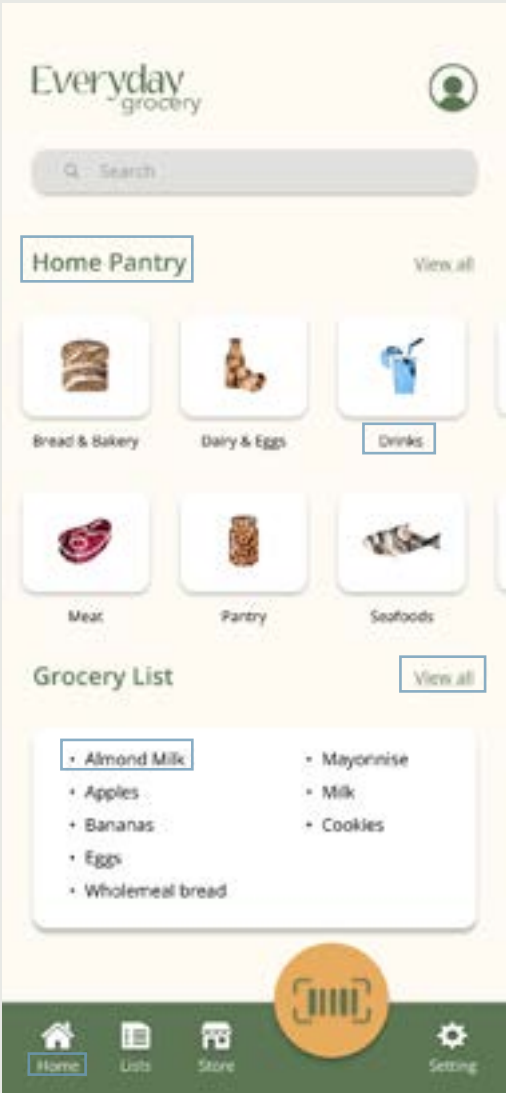 Everyday
grocery
Search
Home Pantry
View all
Bread & Bakery
Dairy & Eggs
Drinks
Meat
Pantry
Seafoods
Grocery List
View all
• Almond Milk
• Apples
• Bananas
• Eggs
• Wholemeal bread
• Mayonnise
• Milk
• Cookies
Home
Lists
Store
Setting